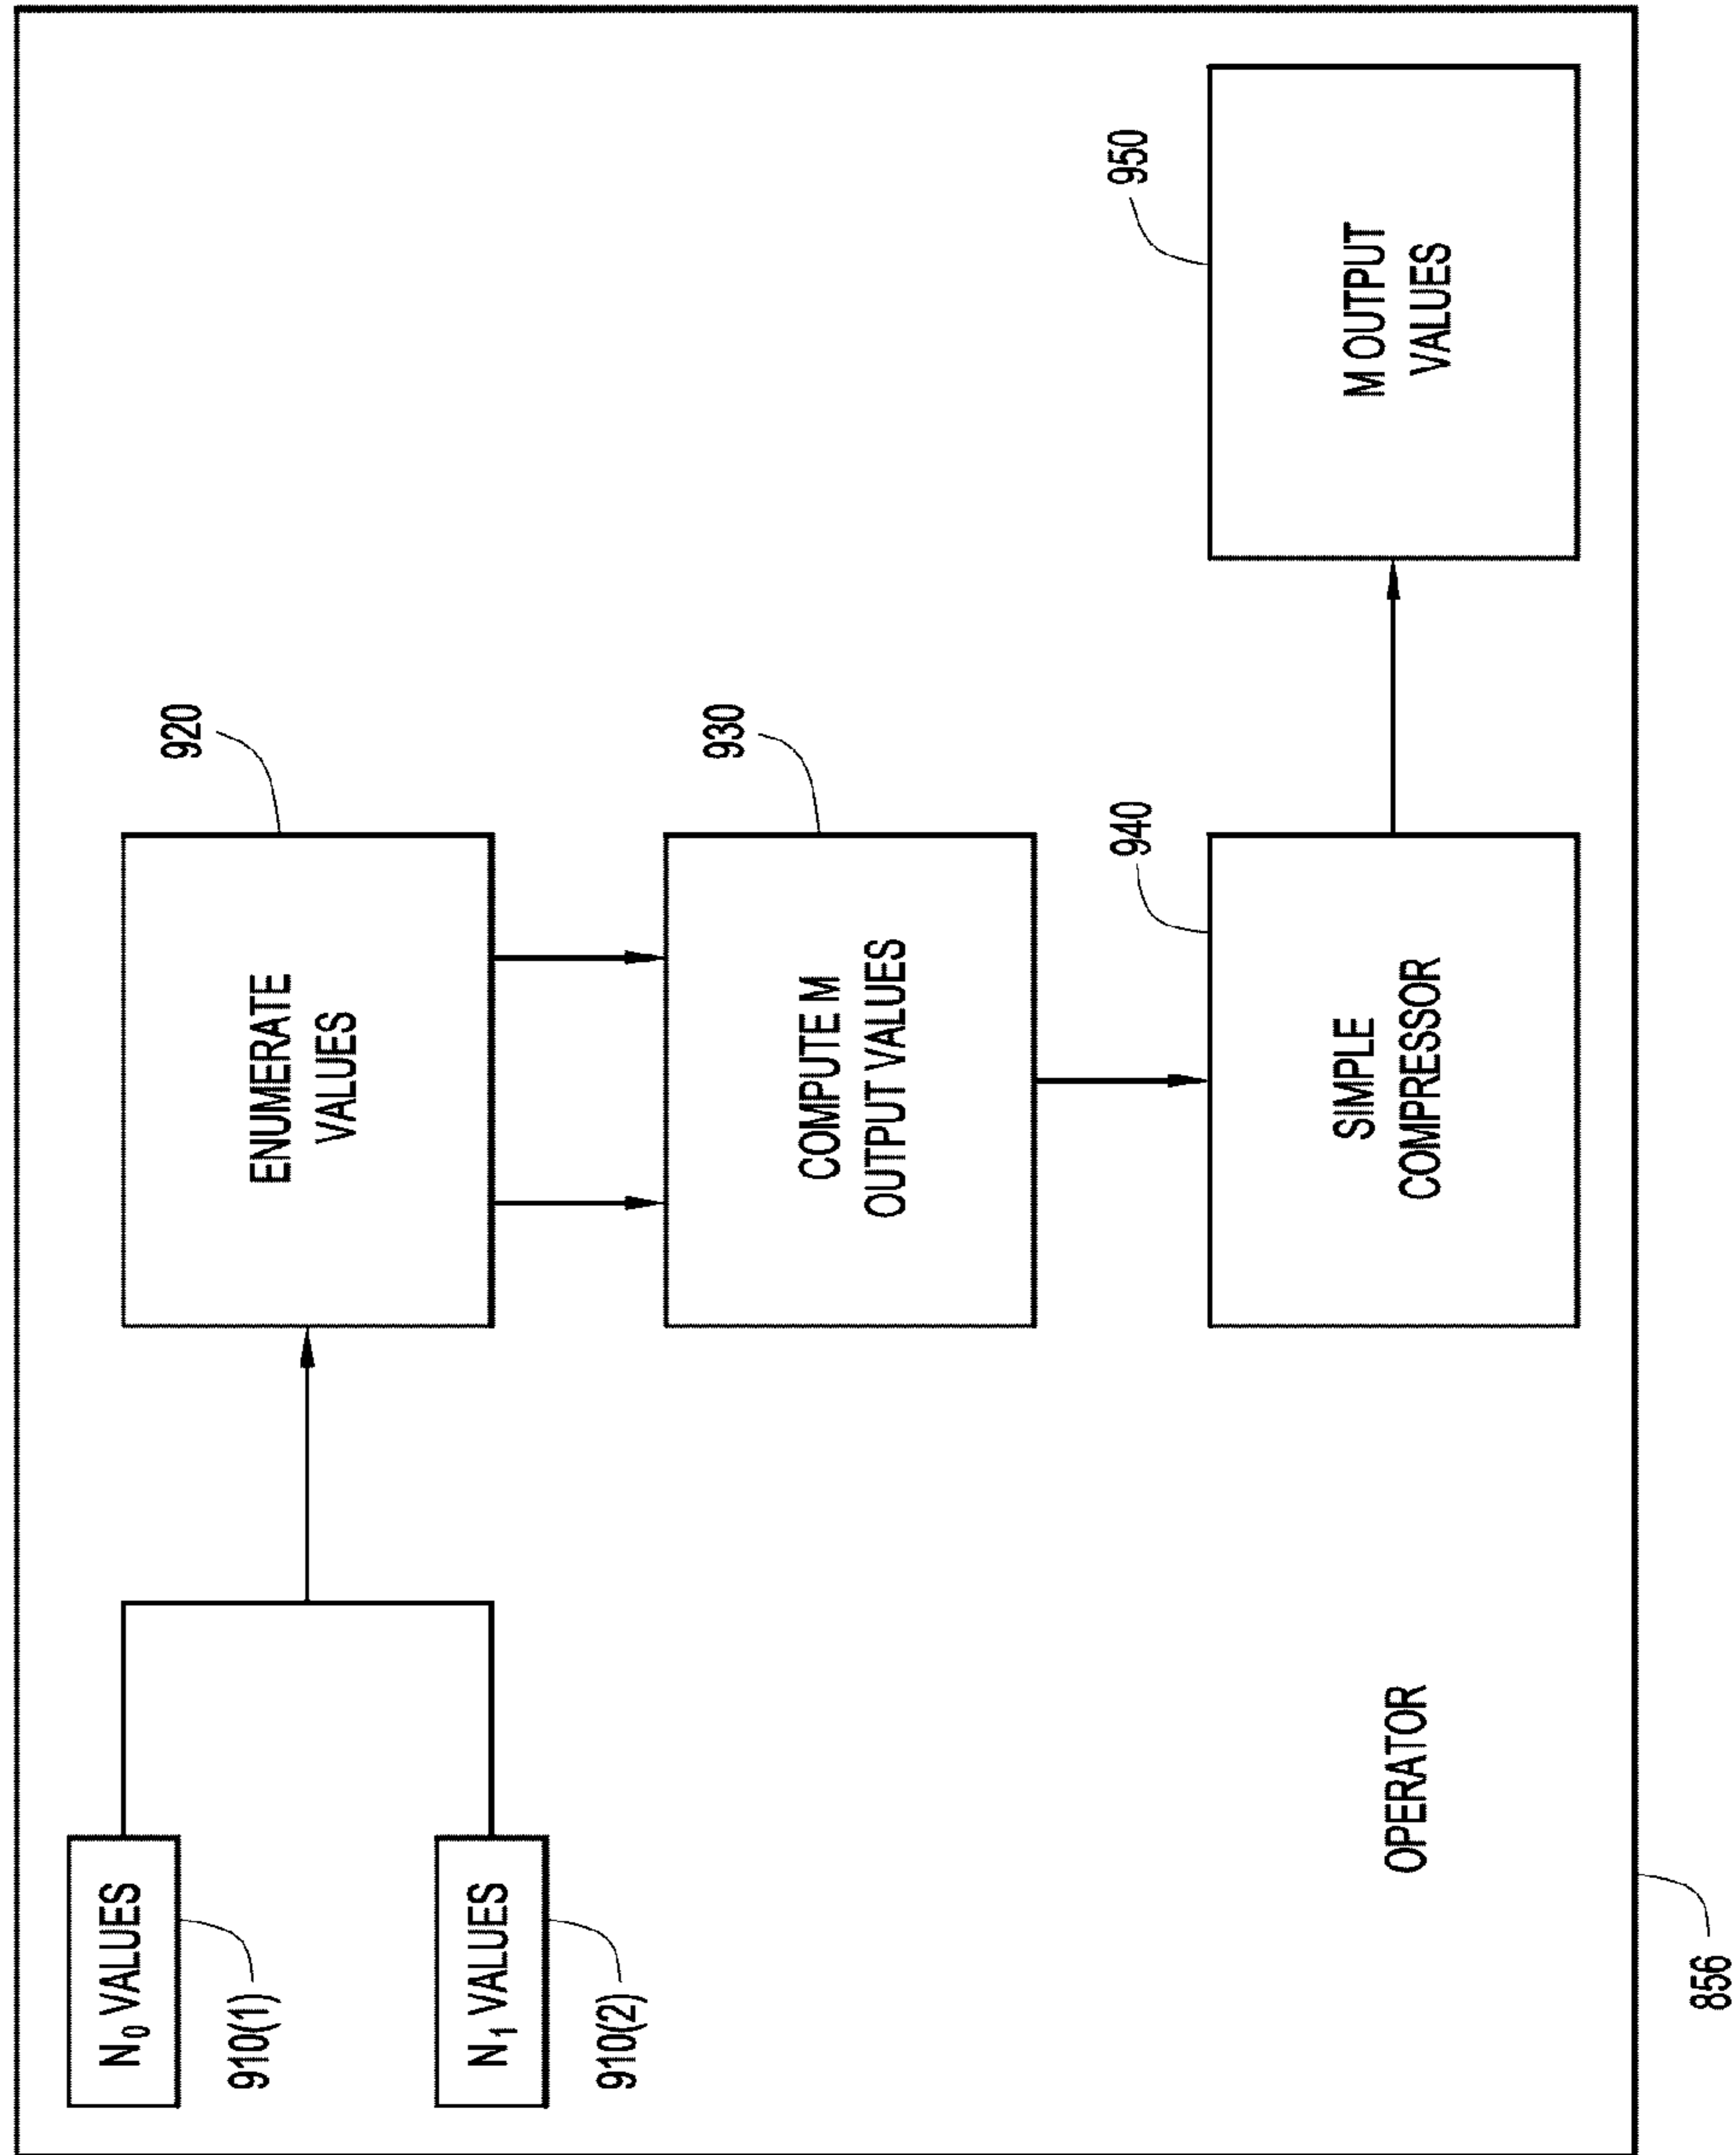 N0 VALUES
910(1)
N1 VALUES
910(2)
920
ENUMERATE
VALUES
930
COMPUTE M
OUTPUT VALUES
940
SIMPLE
COMPRESSOR
950
M OUTPUT
VALUES
OPERATOR
856